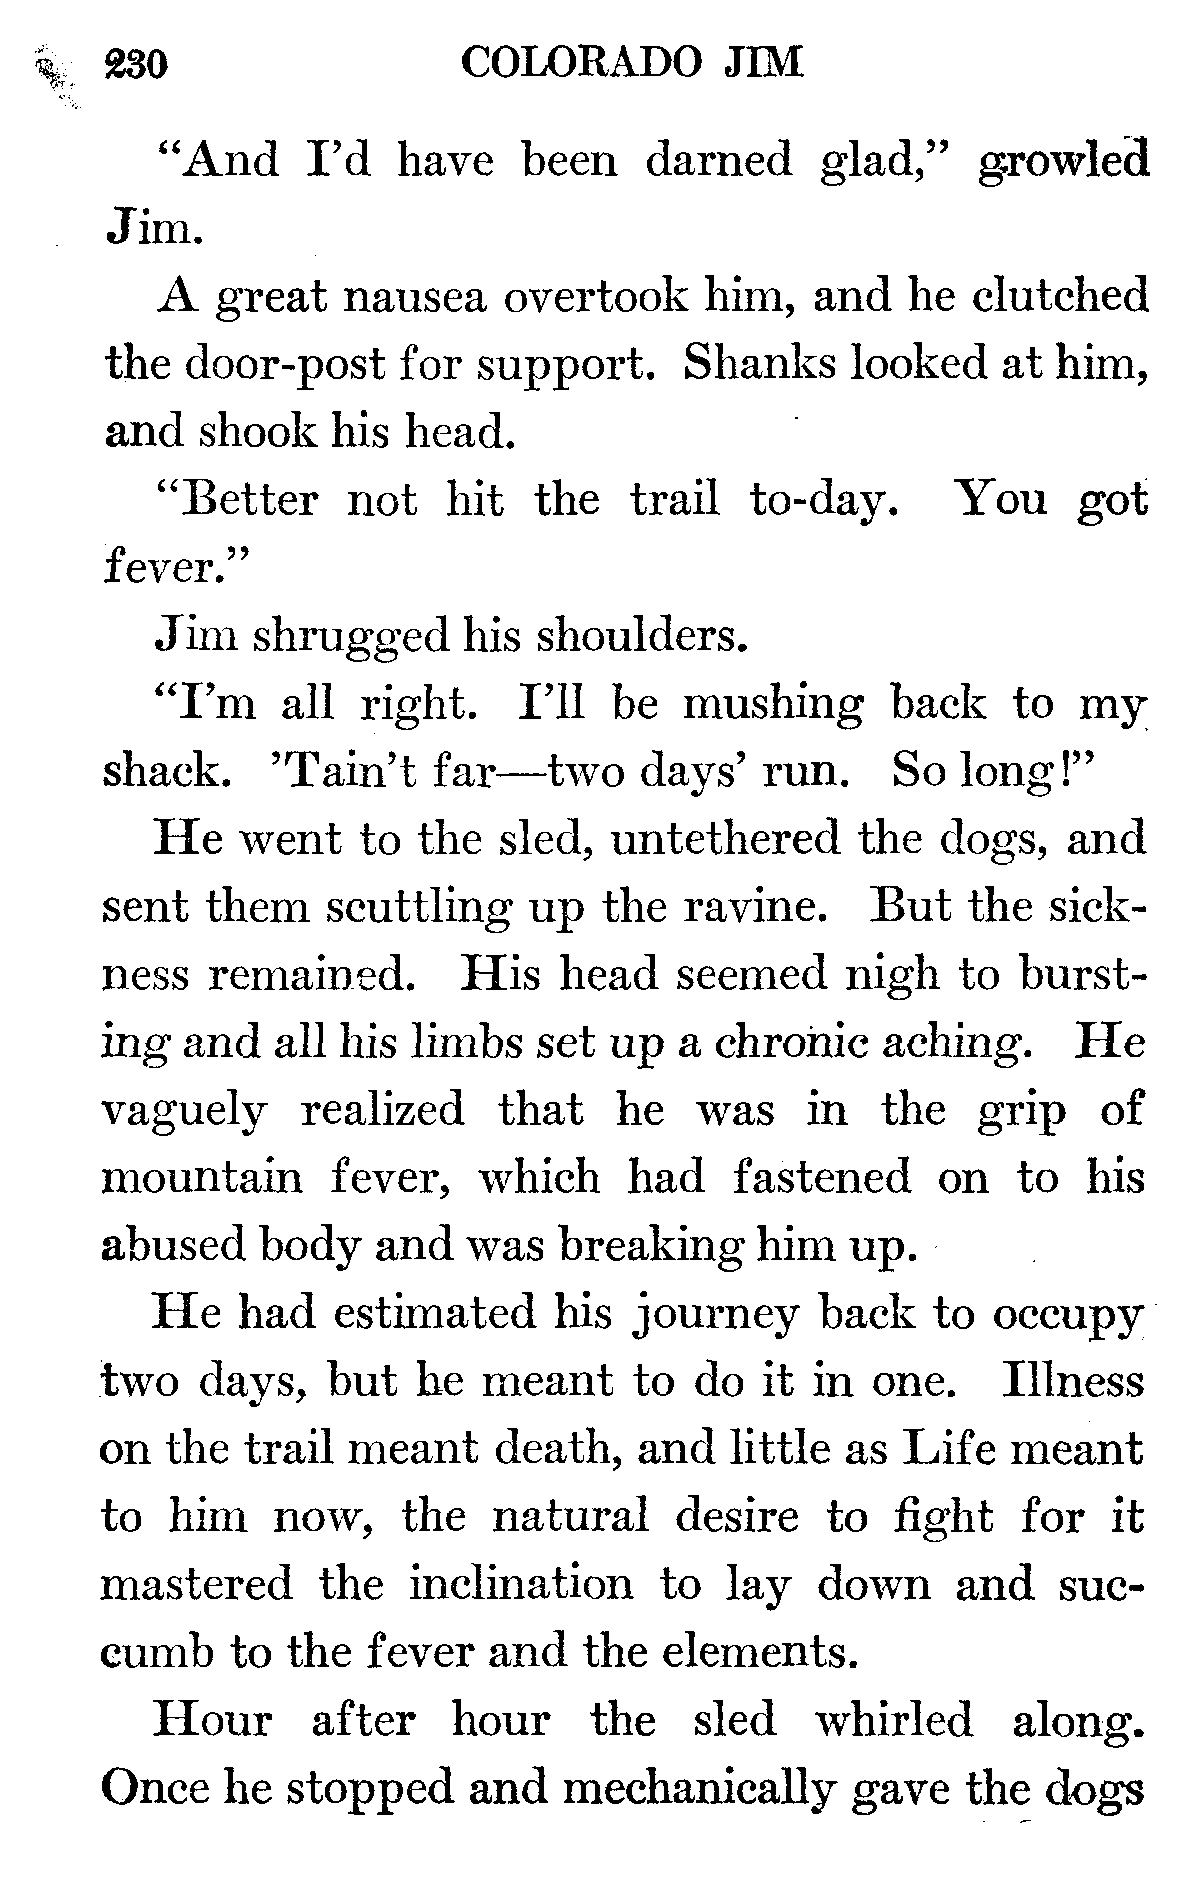 230 COLORADO JIM
“And I’d have been darned glad,” growled
Jim.
A great nausea overtook him, and he clutched
the door-post for support. Shanks looked at him,
and shook his head.
“Better not hit the trail to-day. You got
fever.”
Jim shrugged his shoulders.
“I’m all right. I’ll be mushing back to my
shack. ’Tain’t far—two days’ run. So long!”
He went to the sled, untethered the dogs, and
sent them scuttling up the ravine. But the sick-
ness remained. His head seemed nigh to burst-
ing and all his limbs set up a chronic aching. He
vaguely realized that he was in the grip of
mountain fever, which had fastened on to his
abused body and was breaking him up.
He had estimated his journey back to occupy
two days, but he meant to do it in one. Illness
on the trail meant death, and little as Life meant
to him now, the natural desire to fight for it
mastered the inclination to lay down and suc-
cumb to the fever and the elements.
Hour after hour the sled whirled along.
Once he stopped and mechanically gave the dogs